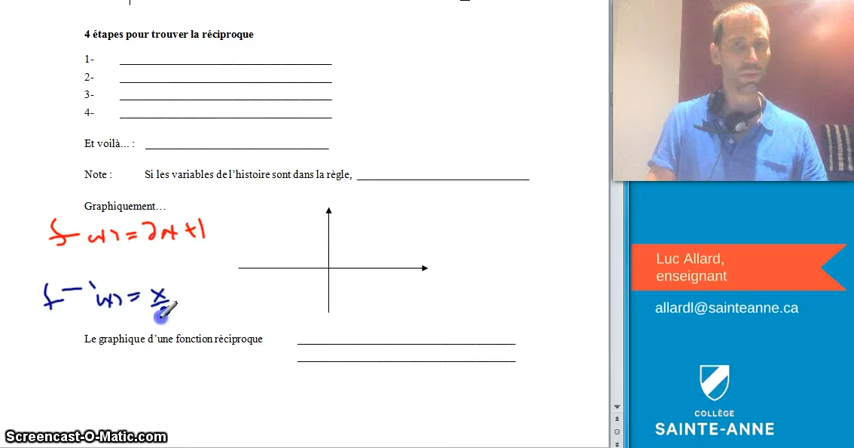 4 étapes pour trouver la réciproque
1-
2-
3-
4-
Et voilà... :
Note : Si les variables de l'histoire sont dans la règle,
Graphiquement…
f(x) = 2x + 1
f⁻¹(x) = x/2
Le graphique d'une fonction réciproque
Luc Allard,
enseignant
allardl@sainteanne.ca
COLLÈGE
SAINTE-ANNE
Screencast-O-Matic.com